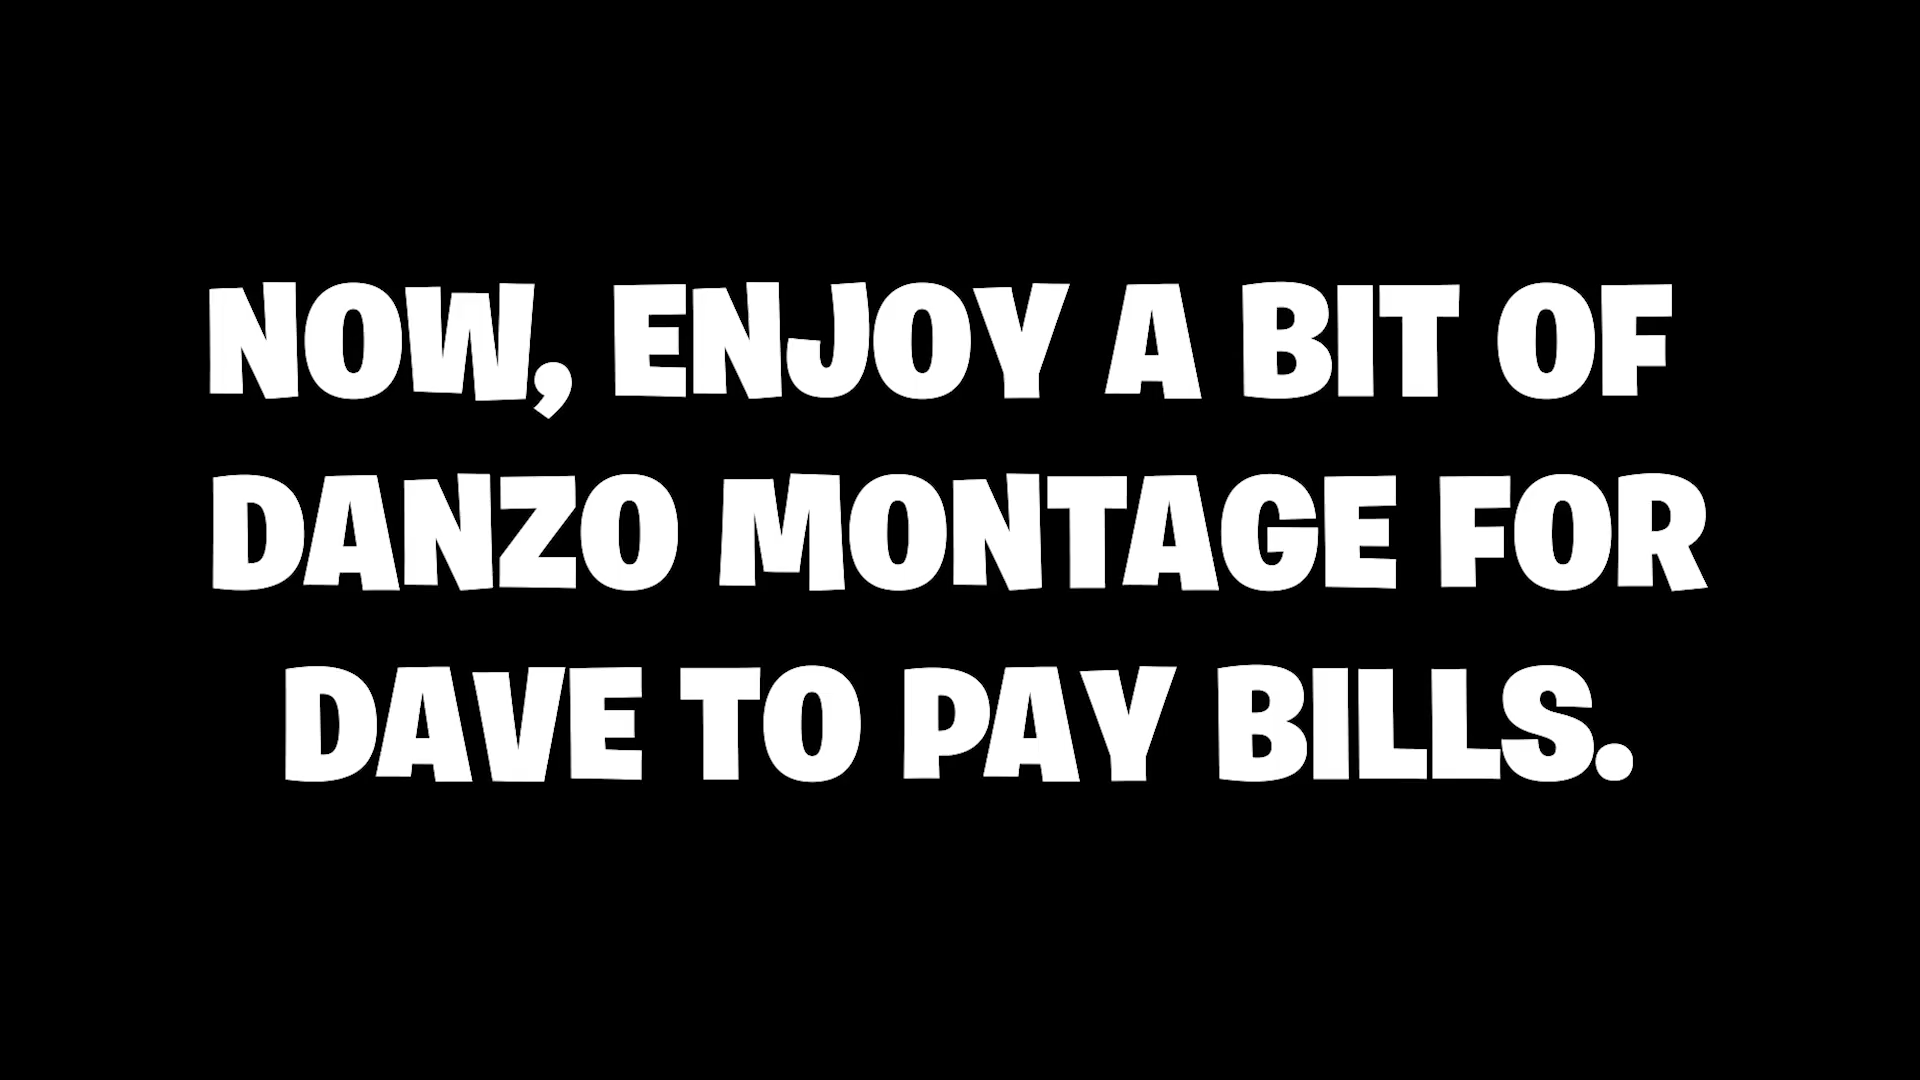 NOW, ENJOY A BIT OF
DANZO MONTAGE FOR
DAVE TO PAY BILLS.